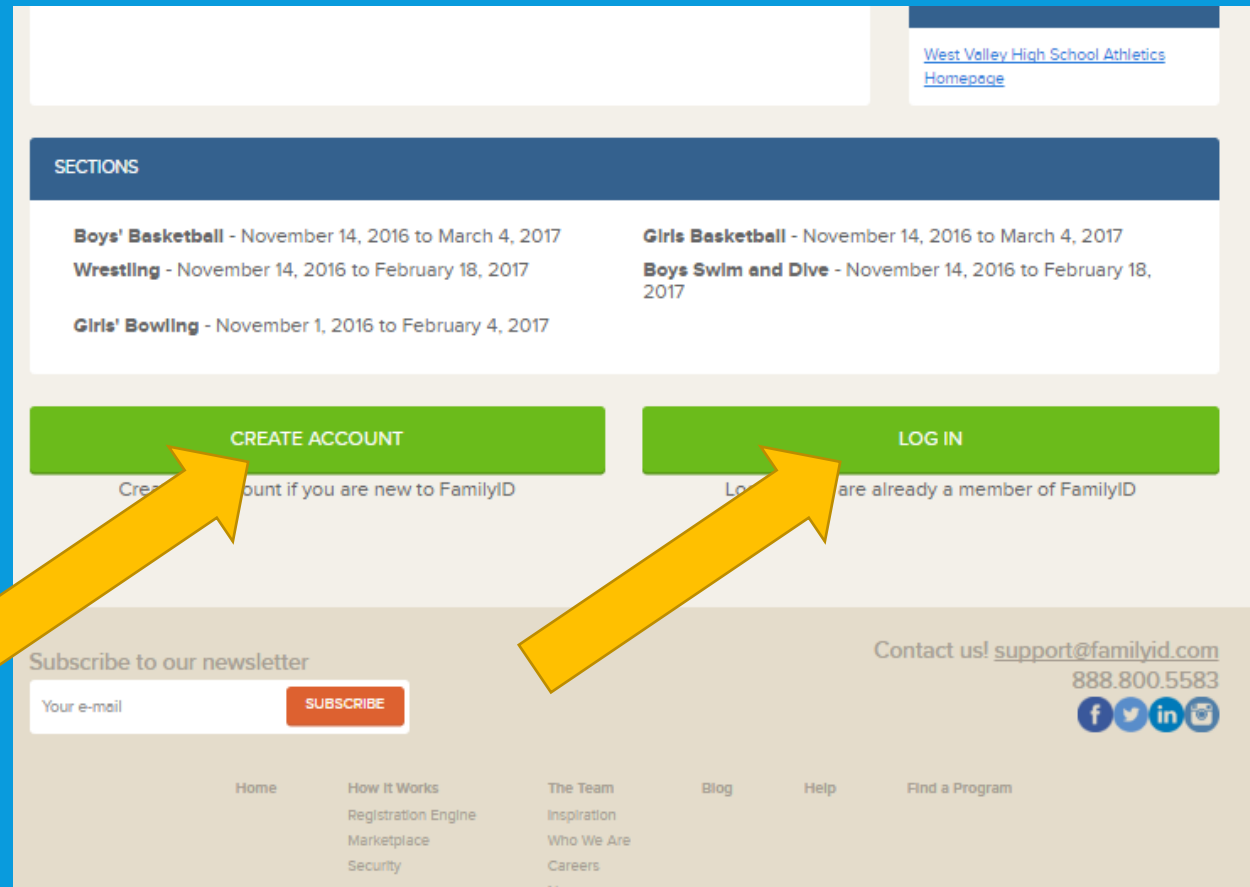 West Valley High School Athletics
Homepage
SECTIONS
Boys' Basketball - November 14, 2016 to March 4, 2017
Girls Basketball - November 14, 2016 to March 4, 2017
Wrestling - November 14, 2016 to February 18, 2017
Boys Swim and Dive - November 14, 2016 to February 18,
2017
Girls' Bowling - November 1, 2016 to February 4, 2017
CREATE ACCOUNT
LOG IN
ount if you are new to FamilyID
are already a member of FamilyID
Subscribe to our newsletter
Contact us! support@familyid.com
888.800.5583
Your e-mail
SUBSCRIBE
Home
How It Works
The Team
Blog
Help
Find a Program
Registration Engine
Inspiration
Marketplace
Who We Are
Security
Careers